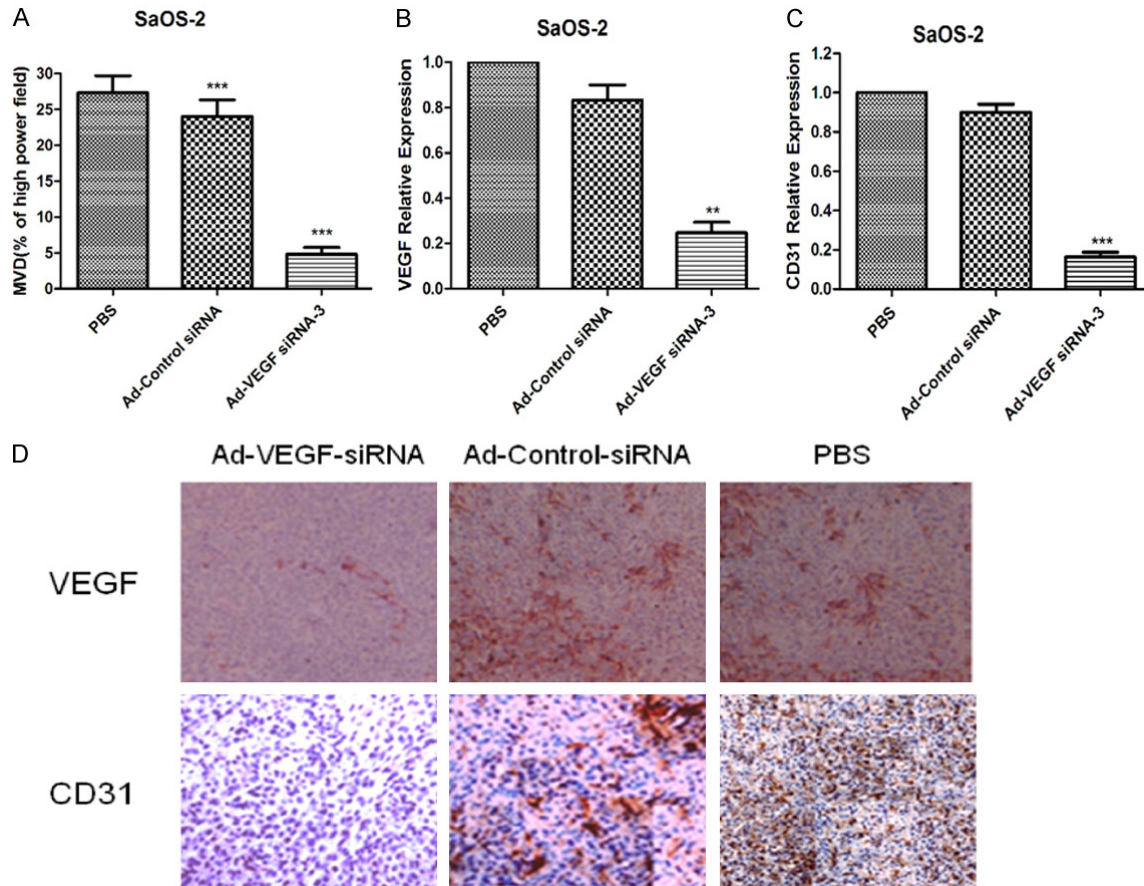 A
SaOS-2
MVD(% of high power field)
30
25
20
15
10
5
0
***
***
PBS
Ad-Control siRNA
Ad-VEGF siRNA-3
B
SaOS-2
VEGF Relative Expression
1.0
0.8
0.6
0.4
0.2
0.0
**
PBS
Ad-Control siRNA
Ad-VEGF siRNA-3
C
SaOS-2
CD31 Relative Expression
1.2
1.0
0.8
0.6
0.4
0.2
0.0
***
PBS
Ad-Control siRNA
Ad-VEGF siRNA-3
D
Ad-VEGF-siRNA
Ad-Control-siRNA
PBS
VEGF
CD31